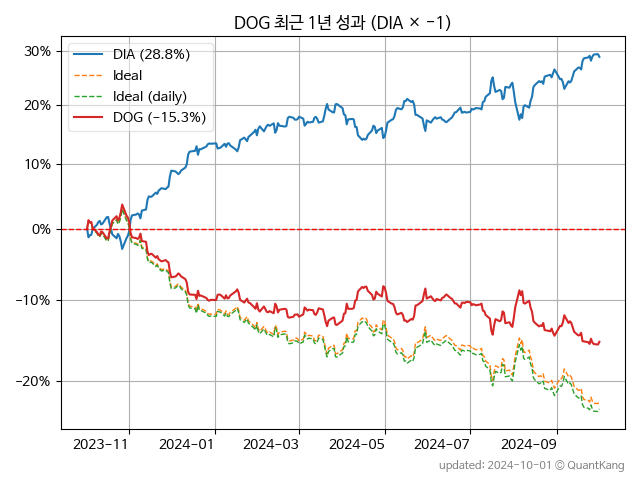 DOG 최근 1년 성과 (DIA × −1)
DIA (28.8%)
Ideal
Ideal (daily)
DOG (−15.3%)
30%
20%
10%
0%
−10%
−20%
2023−11
2024−01
2024−03
2024−05
2024−07
2024−09
updated: 2024-10-01 © QuantKang